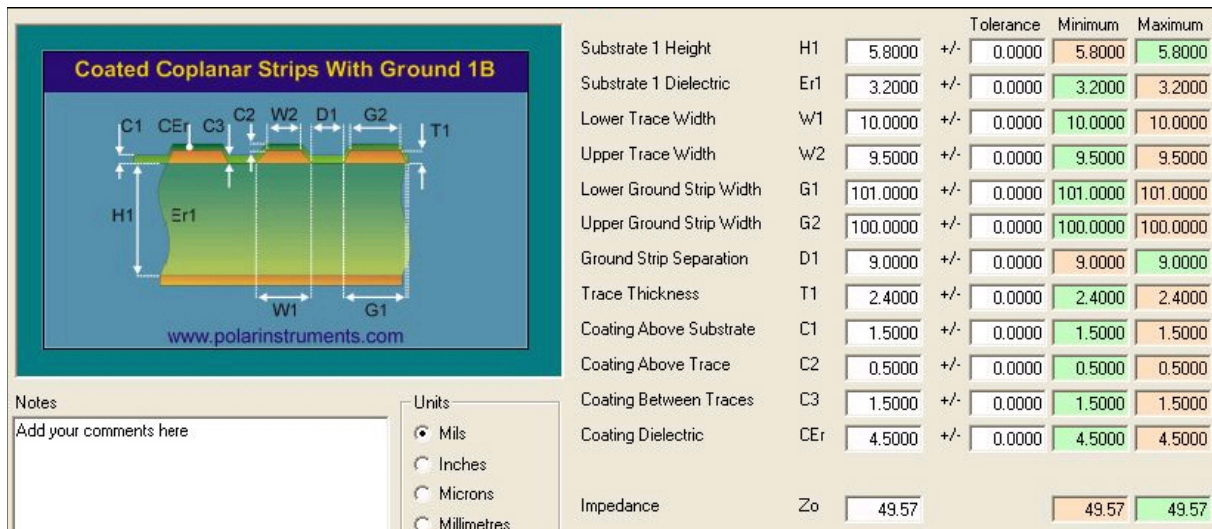 Coated Coplanar Strips With Ground 1B
C1 CEr C3 C2 W2 D1 G2 T1
H1 Er1
W1 G1
www.polarinstruments.com
Tolerance Minimum Maximum
Substrate 1 Height H1 5.8000 +/- 0.0000 5.8000 5.8000
Substrate 1 Dielectric Er1 3.2000 +/- 0.0000 3.2000 3.2000
Lower Trace Width W1 10.0000 +/- 0.0000 10.0000 10.0000
Upper Trace Width W2 9.5000 +/- 0.0000 9.5000 9.5000
Lower Ground Strip Width G1 101.0000 +/- 0.0000 101.0000 101.0000
Upper Ground Strip Width G2 100.0000 +/- 0.0000 100.0000 100.0000
Ground Strip Separation D1 9.0000 +/- 0.0000 9.0000 9.0000
Trace Thickness T1 2.4000 +/- 0.0000 2.4000 2.4000
Coating Above Substrate C1 1.5000 +/- 0.0000 1.5000 1.5000
Coating Above Trace C2 0.5000 +/- 0.0000 0.5000 0.5000
Coating Between Traces C3 1.5000 +/- 0.0000 1.5000 1.5000
Coating Dielectric CEr 4.5000 +/- 0.0000 4.5000 4.5000
Impedance Zo 49.57 49.57 49.57
Notes
Add your comments here
Units
Mils
Inches
Microns
Millimetres